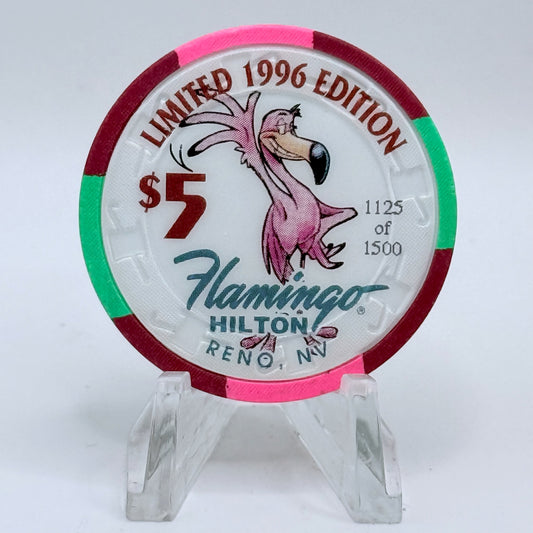 LIMITED 1996 EDITION
$5
1125
of
1500
Flamingo®
HILTON
RENO, NV